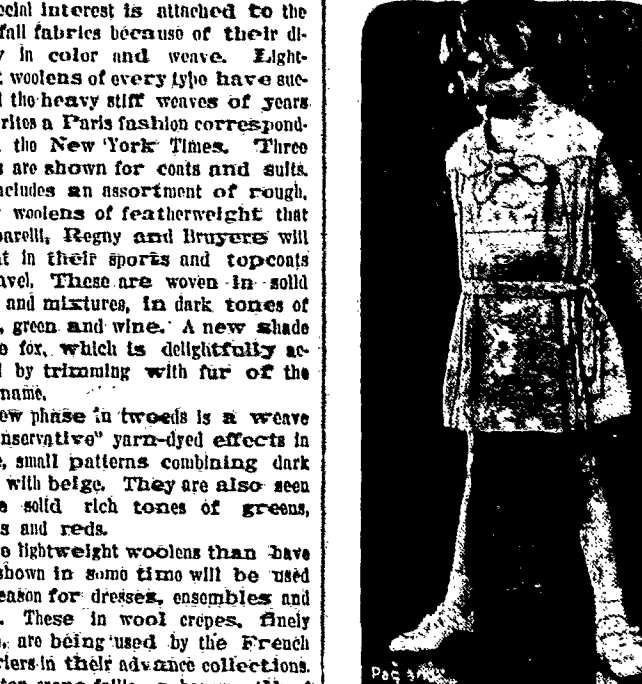 ecial interest is attached to the
fall fabrics because of their di-
y in color and weave. Light-
t woolens of every type have suc-
d the heavy stiff weaves of years
rites a Paris fashion correspond-
the New York Times. Three
s are shown for coats and suits.
ncludes an assortment of rough,
woolens of featherweight that
parelli, Regny and Bruyere will
t in their sports and topcoats
avel. These are woven in solid
and mixtures, in dark tones of
, green and wine. A new shade
e fox, which is delightfully ac-
d by trimming with fur of the
name.
ew phase in tweeds is a weave
nservative" yarn-dyed effects in
e, small patterns combining dark
with beige. They are also seen
e solid rich tones of greens,
s and reds.
e lightweight woolens than have
shown in some time will be used
eason for dresses, ensembles and
. These in wool crepes, finely
, are being used by the French
riers in their advance collections.